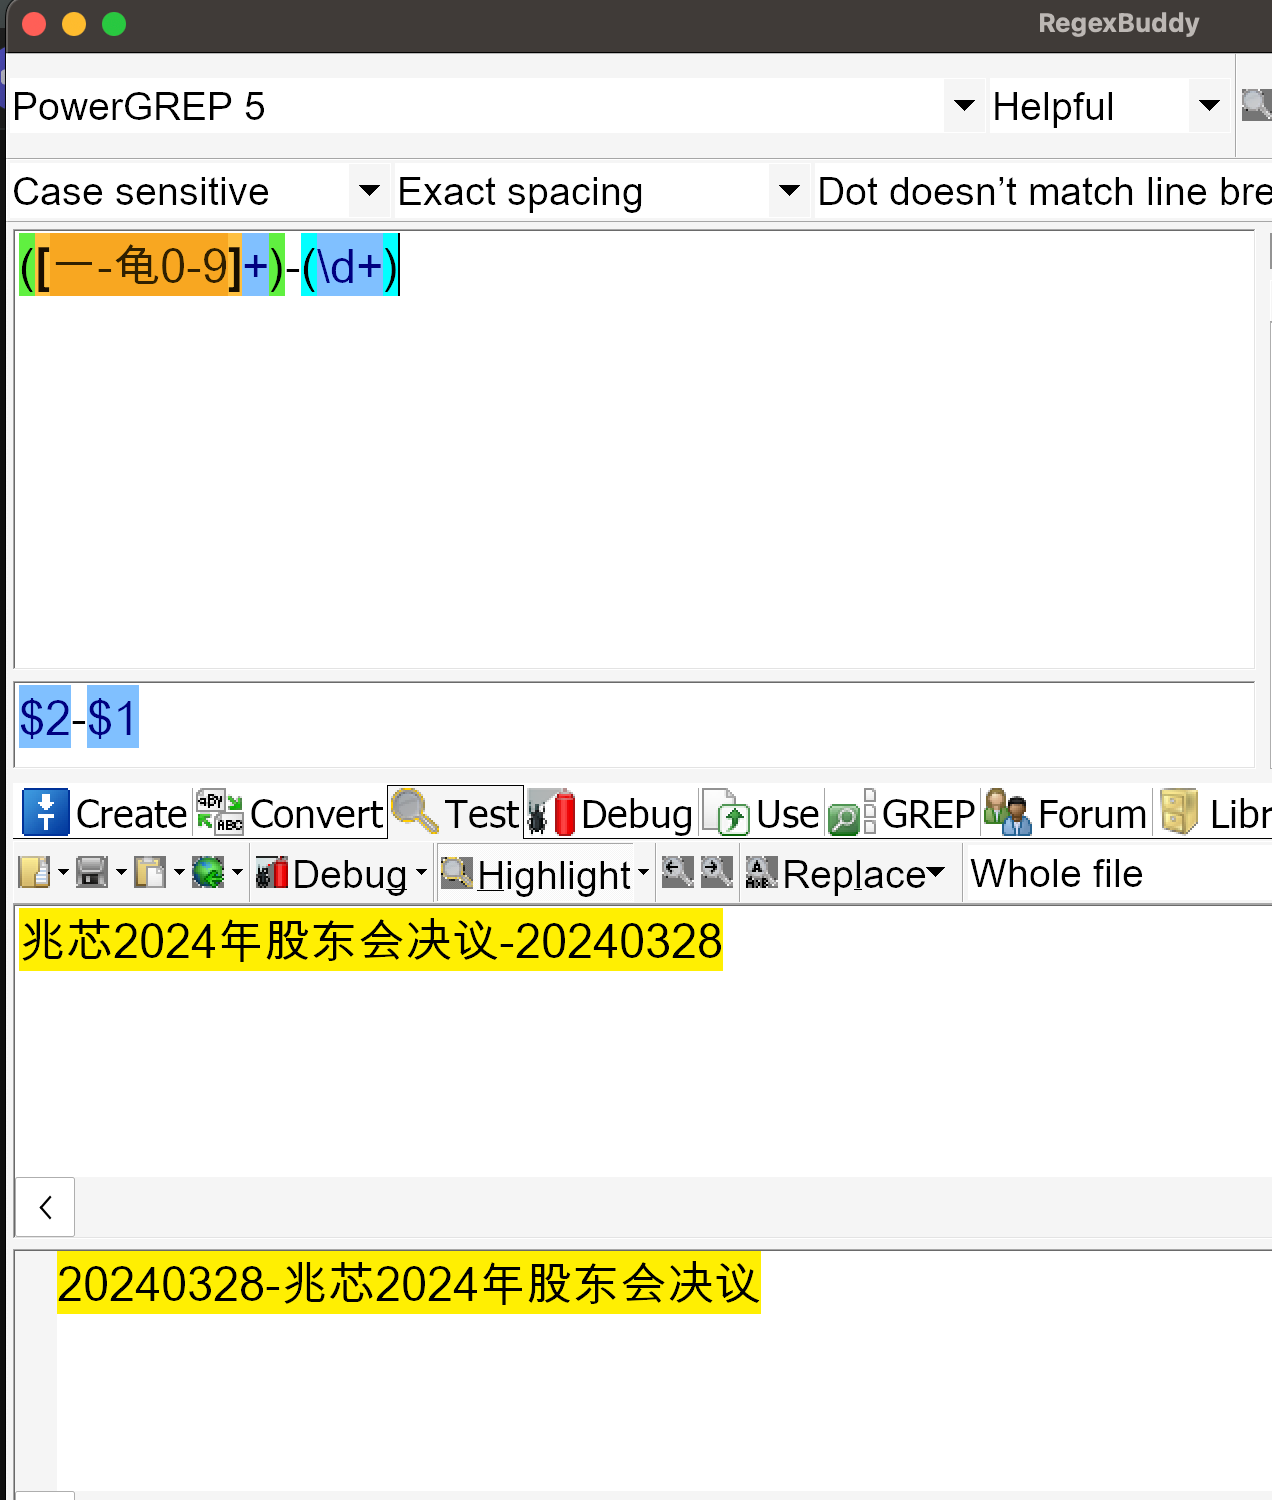 RegexBuddy
PowerGREP 5 Helpful
Case sensitive Exact spacing Dot doesn't match line bre
([一-龟0-9]+)-(\d+)
$2-$1
Create Convert Test Debug Use GREP Forum Libr
Debug Highlight Replace Whole file
兆芯2024年股东会决议-20240328
20240328-兆芯2024年股东会决议